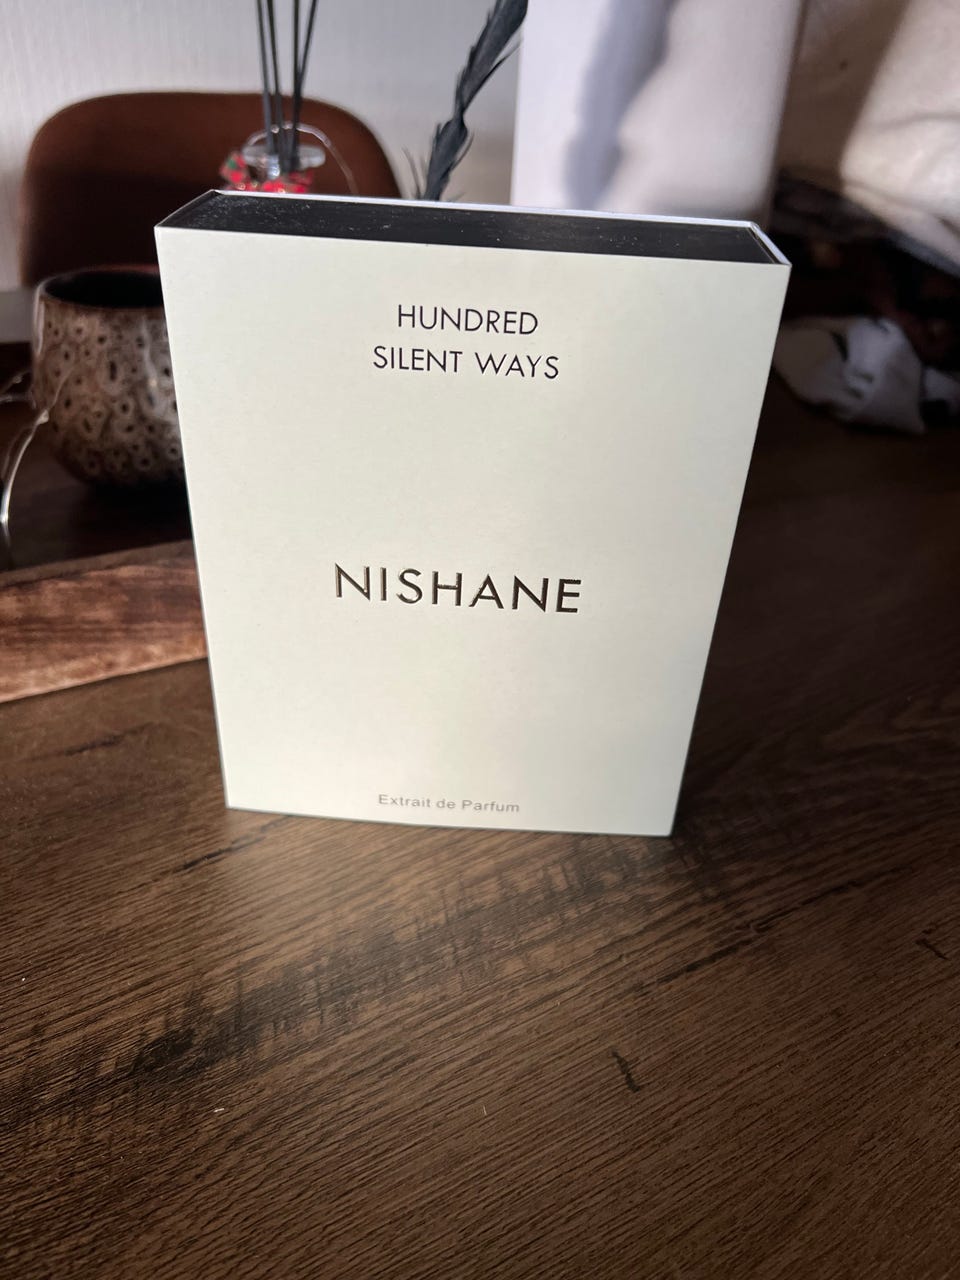 HUNDRED
SILENT WAYS
NISHANE
Extrait de Parfum